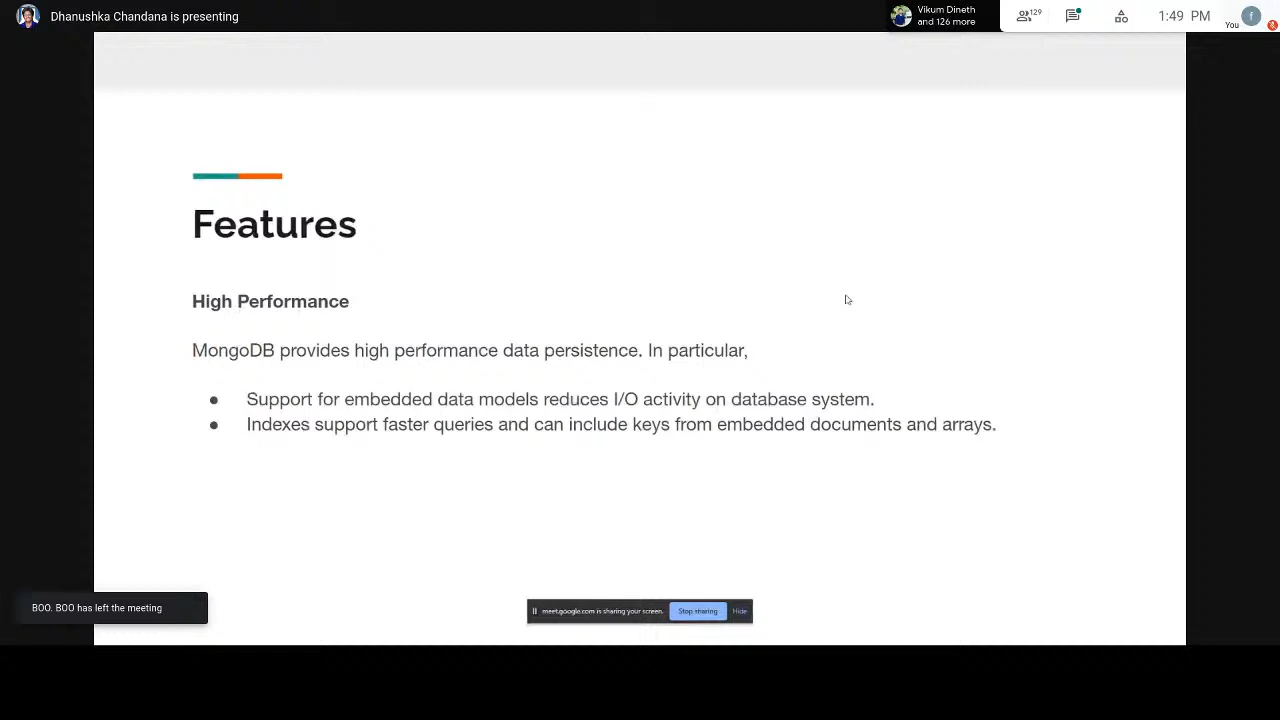 Dhanushka Chandana is presenting
Vikum Dineth
and 126 more
129
1:49 PM
You
f
Features
High Performance
MongoDB provides high performance data persistence. In particular,
● Support for embedded data models reduces I/O activity on database system.
● Indexes support faster queries and can include keys from embedded documents and arrays.
BOO. BOO has left the meeting
meet.google.com is sharing your screen. Stop sharing Hide